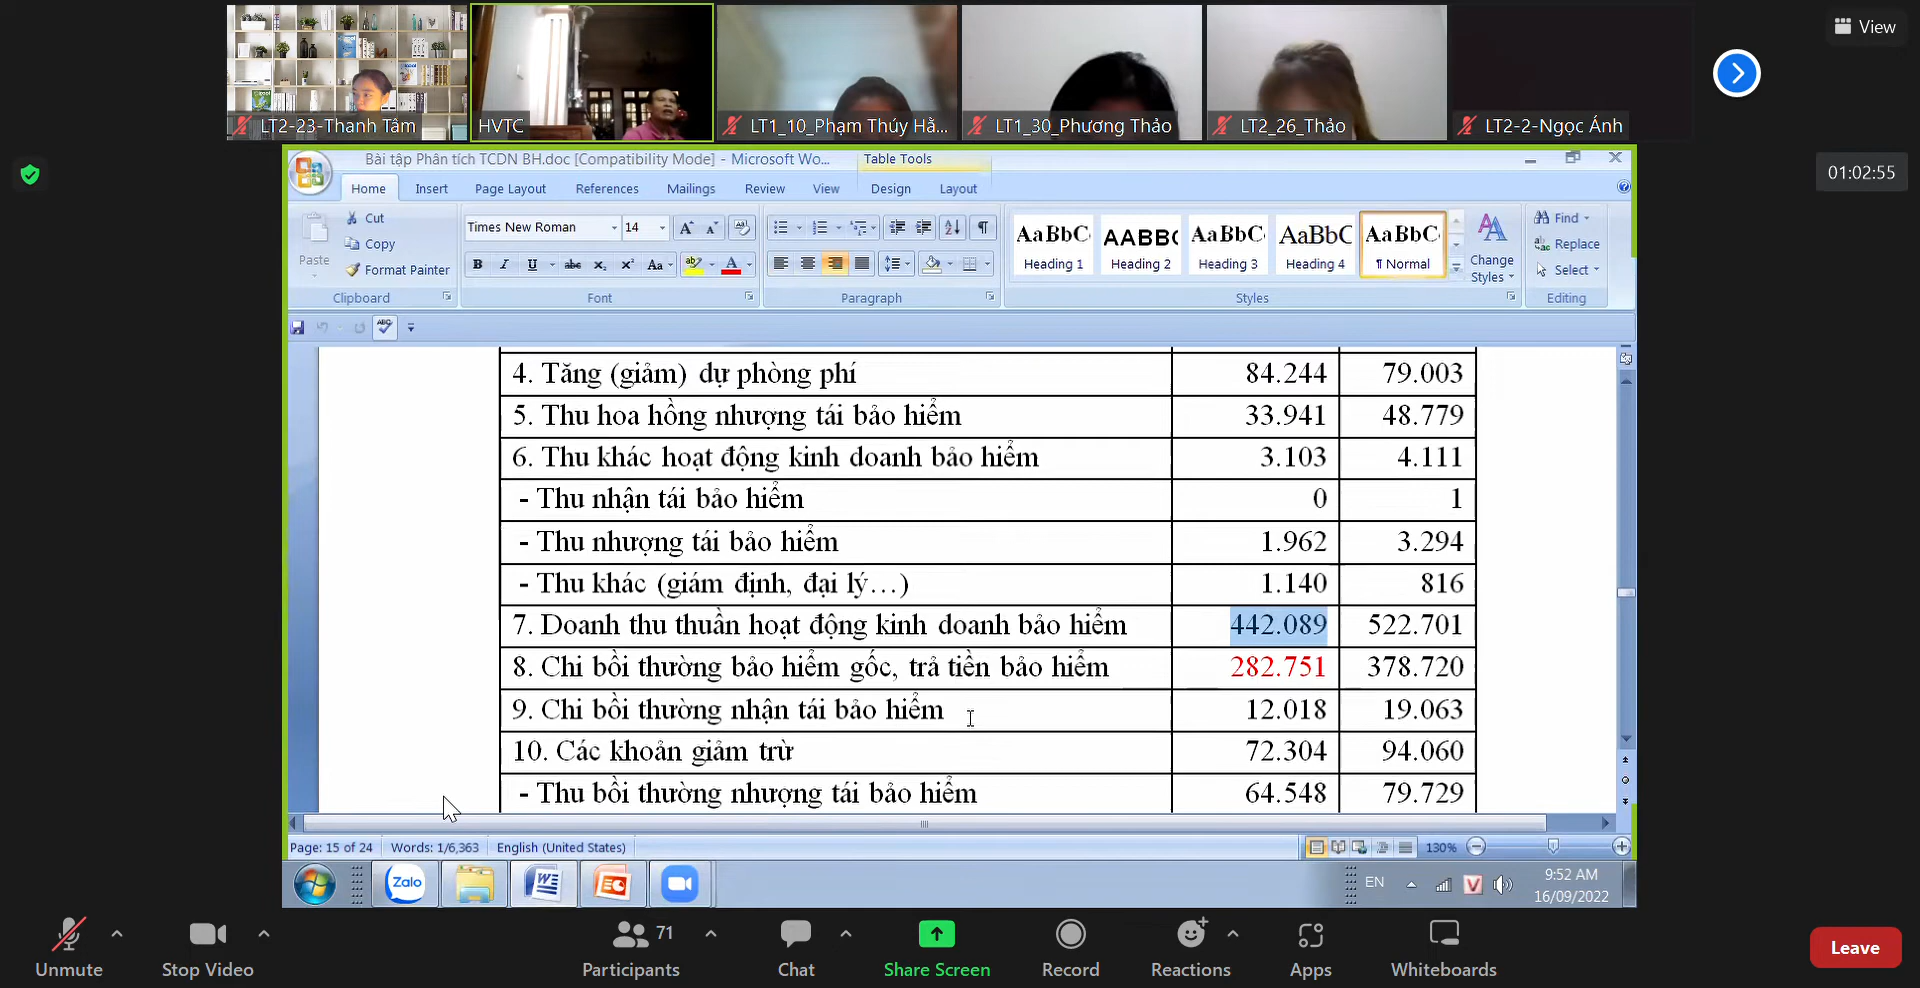 View
LT2-23-Thanh Tâm
HVTC
LT1_10_Phạm Thúy Hằ...
LT1_30_Phương Thảo
LT2_26_Thảo
LT2-2-Ngọc Ánh
01:02:55
Bài tập Phân tích TCDN BH.doc [Compatibility Mode] - Microsoft Wo...
Table Tools
Home Insert Page Layout References Mailings Review View Design Layout
Paste
Cut
Copy
Format Painter
Clipboard
Times New Roman 14
B I U abc x₂ x² Aa ab A
Font
Paragraph
AaBbC AABBC AaBbC AaBbC AaBbC
Heading 1 Heading 2 Heading 3 Heading 4 ¶ Normal
Change Styles
Styles
Find
Replace
Select
Editing
4. Tăng (giảm) dự phòng phí 84.244 79.003
5. Thu hoa hồng nhượng tái bảo hiểm 33.941 48.779
6. Thu khác hoạt động kinh doanh bảo hiểm 3.103 4.111
- Thu nhận tái bảo hiểm 0 1
- Thu nhượng tái bảo hiểm 1.962 3.294
- Thu khác (giám định, đại lý…) 1.140 816
7. Doanh thu thuần hoạt động kinh doanh bảo hiểm 442.089 522.701
8. Chi bồi thường bảo hiểm gốc, trả tiền bảo hiểm 282.751 378.720
9. Chi bồi thường nhận tái bảo hiểm 12.018 19.063
10. Các khoản giảm trừ 72.304 94.060
- Thu bồi thường nhượng tái bảo hiểm 64.548 79.729
Page: 15 of 24 Words: 1/6,363 English (United States) 130%
Zalo
EN
9:52 AM
16/09/2022
Unmute
Stop Video
71
Participants
Chat
Share Screen
Record
Reactions
Apps
Whiteboards
Leave